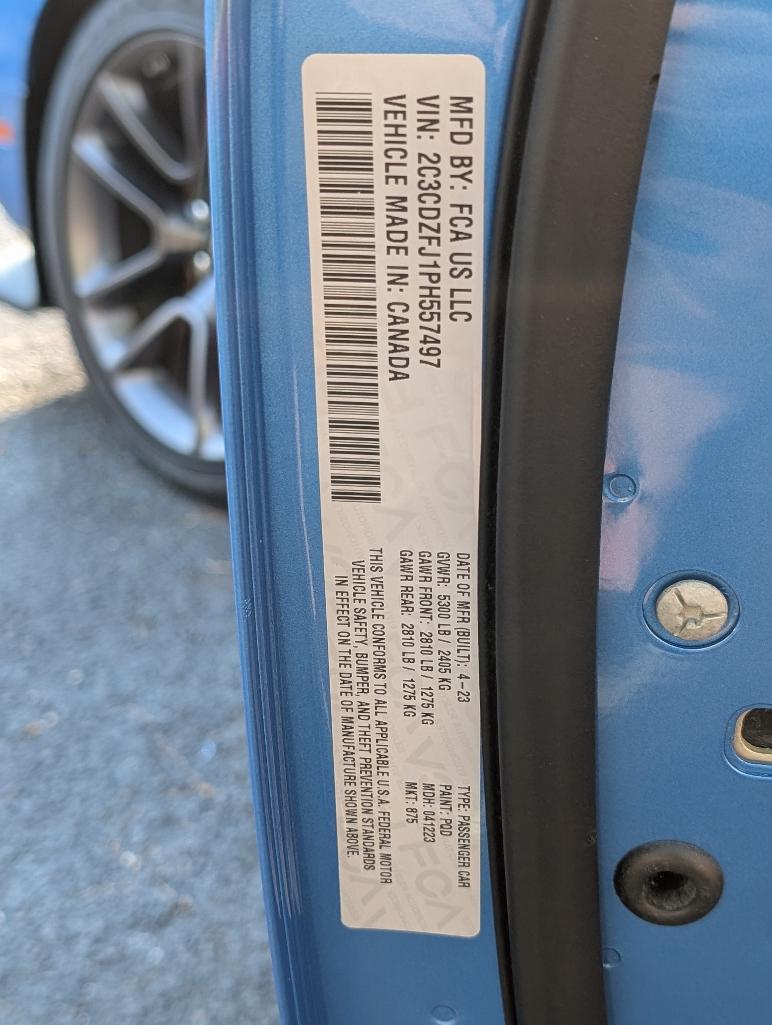 MFD BY: FCA US LLC
VIN: 2C3CDZFJ1PH557497
VEHICLE MADE IN: CANADA
DATE OF MFR (BUILT): 4-23
GVWR: 5300 LB / 2405 KG
GAWR FRONT: 2810 LB / 1275 KG
GAWR REAR: 2810 LB / 1275 KG
TYPE: PASSENGER CAR
PAINT: PQD
MDH: 041223
MKT: 875
THIS VEHICLE CONFORMS TO ALL APPLICABLE U.S.A. FEDERAL MOTOR
VEHICLE SAFETY, BUMPER, AND THEFT PREVENTION STANDARDS
IN EFFECT ON THE DATE OF MANUFACTURE SHOWN ABOVE.